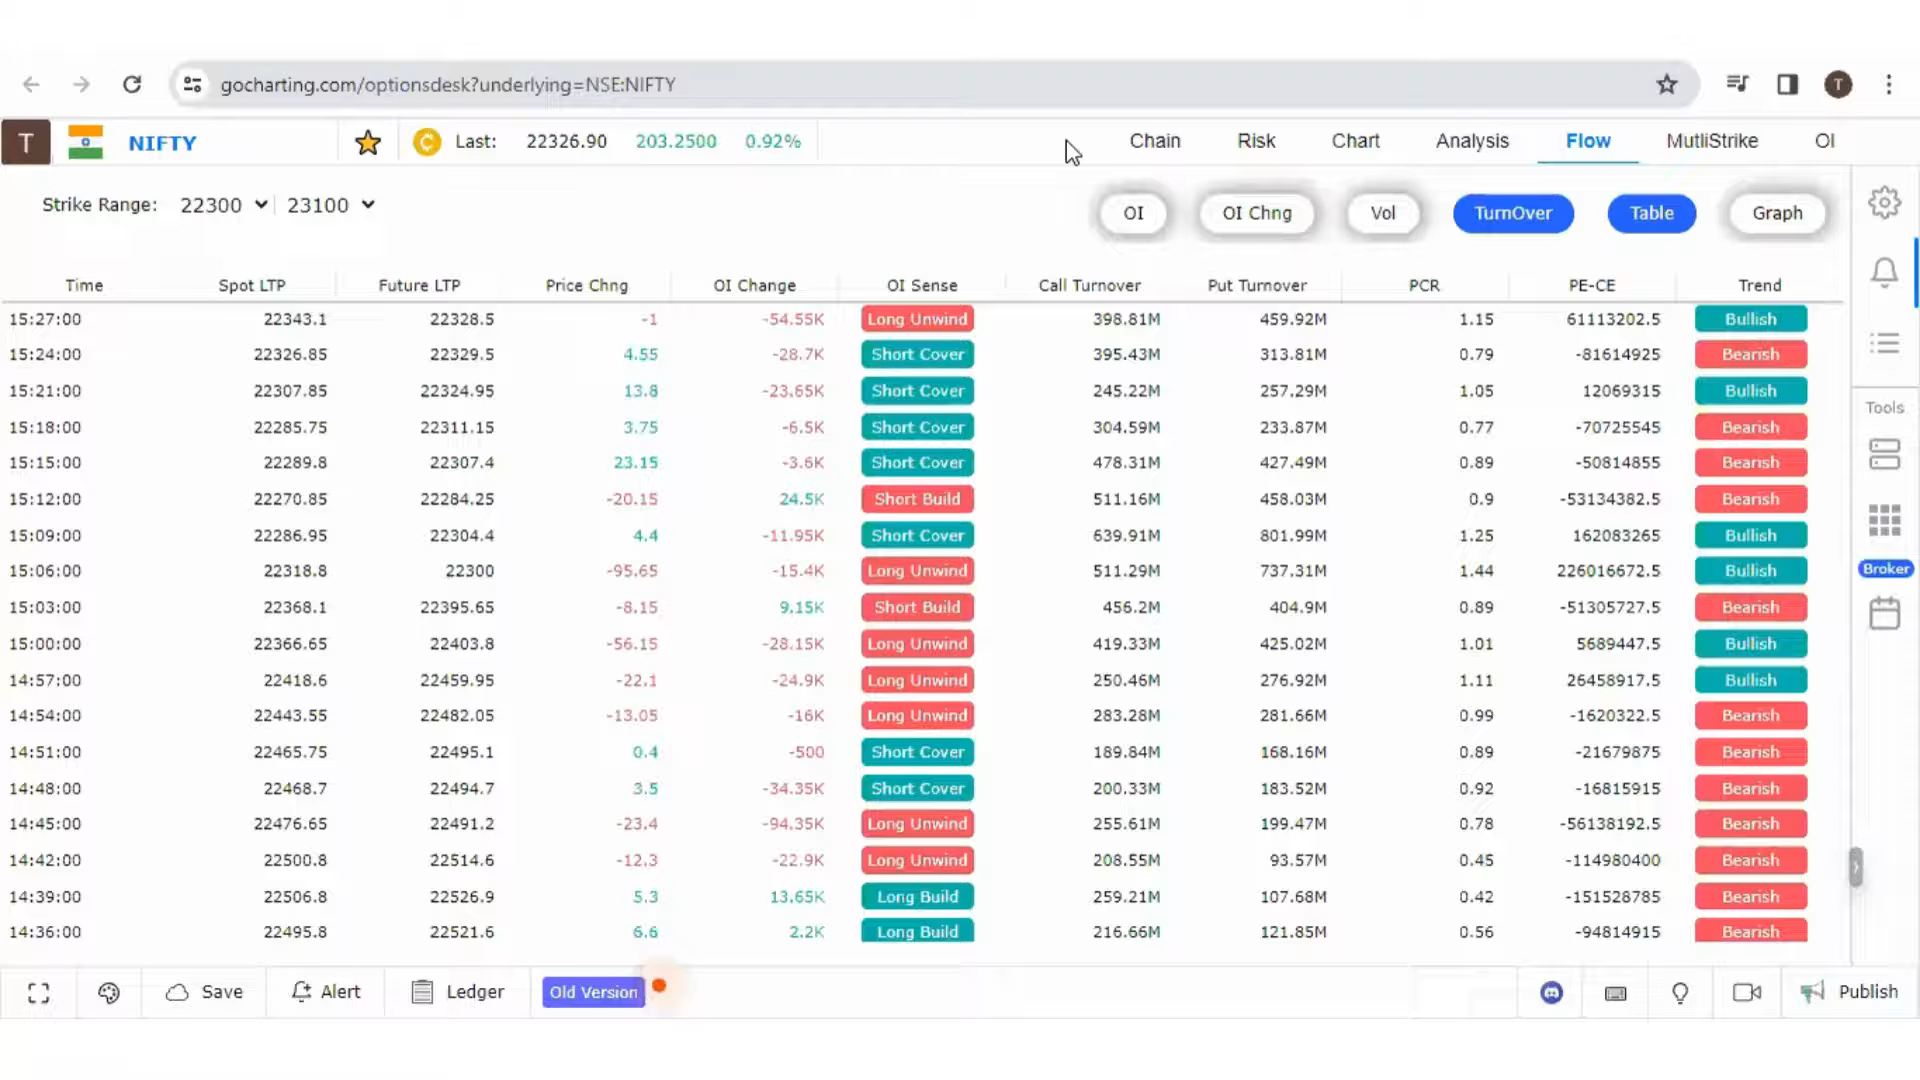 gocharting.com/optionsdesk?underlying=NSE:NIFTY T
T NIFTY Last: 22326.90 203.2500 0.92% Chain Risk Chart Analysis Flow MutliStrike OI
Strike Range: 22300 23100 OI OI Chng Vol TurnOver Table Graph
Time Spot LTP Future LTP Price Chng OI Change OI Sense Call Turnover Put Turnover PCR PE-CE Trend
15:27:00 22343.1 22328.5 -1 -54.55K Long Unwind 398.81M 459.92M 1.15 61113202.5 Bullish
15:24:00 22326.85 22329.5 4.55 -28.7K Short Cover 395.43M 313.81M 0.79 -81614925 Bearish
15:21:00 22307.85 22324.95 13.8 -23.65K Short Cover 245.22M 257.29M 1.05 12069315 Bullish
Tools
15:18:00 22285.75 22311.15 3.75 -6.5K Short Cover 304.59M 233.87M 0.77 -70725545 Bearish
15:15:00 22289.8 22307.4 23.15 -3.6K Short Cover 478.31M 427.49M 0.89 -50814855 Bearish
15:12:00 22270.85 22284.25 -20.15 24.5K Short Build 511.16M 458.03M 0.9 -53134382.5 Bearish
15:09:00 22286.95 22304.4 4.4 -11.95K Short Cover 639.91M 801.99M 1.25 162083265 Bullish
15:06:00 22318.8 22300 -95.65 -15.4K Long Unwind 511.29M 737.31M 1.44 226016672.5 Bullish
Broker
15:03:00 22368.1 22395.65 -8.15 9.15K Short Build 456.2M 404.9M 0.89 -51305727.5 Bearish
15:00:00 22366.65 22403.8 -56.15 -28.15K Long Unwind 419.33M 425.02M 1.01 5689447.5 Bullish
14:57:00 22418.6 22459.95 -22.1 -24.9K Long Unwind 250.46M 276.92M 1.11 26458917.5 Bullish
14:54:00 22443.55 22482.05 -13.05 -16K Long Unwind 283.28M 281.66M 0.99 -1620322.5 Bearish
14:51:00 22465.75 22495.1 0.4 -500 Short Cover 189.84M 168.16M 0.89 -21679875 Bearish
14:48:00 22468.7 22494.7 3.5 -34.35K Short Cover 200.33M 183.52M 0.92 -16815915 Bearish
14:45:00 22476.65 22491.2 -23.4 -94.35K Long Unwind 255.61M 199.47M 0.78 -56138192.5 Bearish
14:42:00 22500.8 22514.6 -12.3 -22.9K Long Unwind 208.55M 93.57M 0.45 -114980400 Bearish
14:39:00 22506.8 22526.9 5.3 13.65K Long Build 259.21M 107.68M 0.42 -151528785 Bearish
14:36:00 22495.8 22521.6 6.6 2.2K Long Build 216.66M 121.85M 0.56 -94814915 Bearish
Save Alert Ledger Old Version Publish